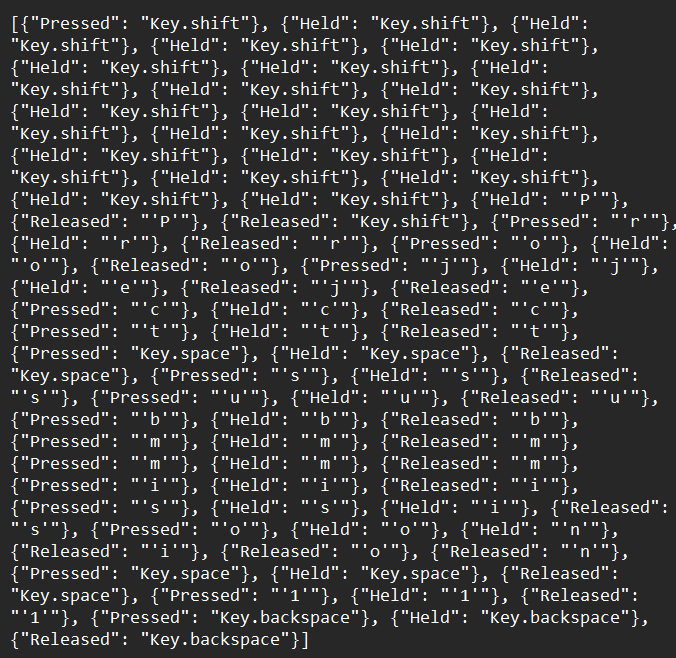 [{"Pressed": "Key.shift"}, {"Held": "Key.shift"}, {"Held":
"Key.shift"}, {"Held": "Key.shift"}, {"Held": "Key.shift"},
{"Held": "Key.shift"}, {"Held": "Key.shift"}, {"Held":
"Key.shift"}, {"Held": "Key.shift"}, {"Held": "Key.shift"},
{"Held": "Key.shift"}, {"Held": "Key.shift"}, {"Held":
"Key.shift"}, {"Held": "Key.shift"}, {"Held": "Key.shift"},
{"Held": "Key.shift"}, {"Held": "Key.shift"}, {"Held":
"Key.shift"}, {"Held": "Key.shift"}, {"Held": "Key.shift"},
{"Held": "Key.shift"}, {"Held": "Key.shift"}, {"Held": "'P'"},
{"Released": "'P'"}, {"Released": "Key.shift"}, {"Pressed": "'r'"},
{"Held": "'r'"}, {"Released": "'r'"}, {"Pressed": "'o'"}, {"Held":
"'o'"}, {"Released": "'o'"}, {"Pressed": "'j'"}, {"Held": "'j'"},
{"Held": "'e'"}, {"Released": "'j'"}, {"Released": "'e'"},
{"Pressed": "'c'"}, {"Held": "'c'"}, {"Released": "'c'"},
{"Pressed": "'t'"}, {"Held": "'t'"}, {"Released": "'t'"},
{"Pressed": "Key.space"}, {"Held": "Key.space"}, {"Released":
"Key.space"}, {"Pressed": "'s'"}, {"Held": "'s'"}, {"Released":
"'s'"}, {"Pressed": "'u'"}, {"Held": "'u'"}, {"Released": "'u'"},
{"Pressed": "'b'"}, {"Held": "'b'"}, {"Released": "'b'"},
{"Pressed": "'m'"}, {"Held": "'m'"}, {"Released": "'m'"},
{"Pressed": "'m'"}, {"Held": "'m'"}, {"Released": "'m'"},
{"Pressed": "'i'"}, {"Held": "'i'"}, {"Released": "'i'"},
{"Pressed": "'s'"}, {"Held": "'s'"}, {"Held": "'i'"}, {"Released":
"'s'"}, {"Pressed": "'o'"}, {"Held": "'o'"}, {"Held": "'n'"},
{"Released": "'i'"}, {"Released": "'o'"}, {"Released": "'n'"},
{"Pressed": "Key.space"}, {"Held": "Key.space"}, {"Released":
"Key.space"}, {"Pressed": "'1'"}, {"Held": "'1'"}, {"Released":
"'1'"}, {"Pressed": "Key.backspace"}, {"Held": "Key.backspace"},
{"Released": "Key.backspace"}]